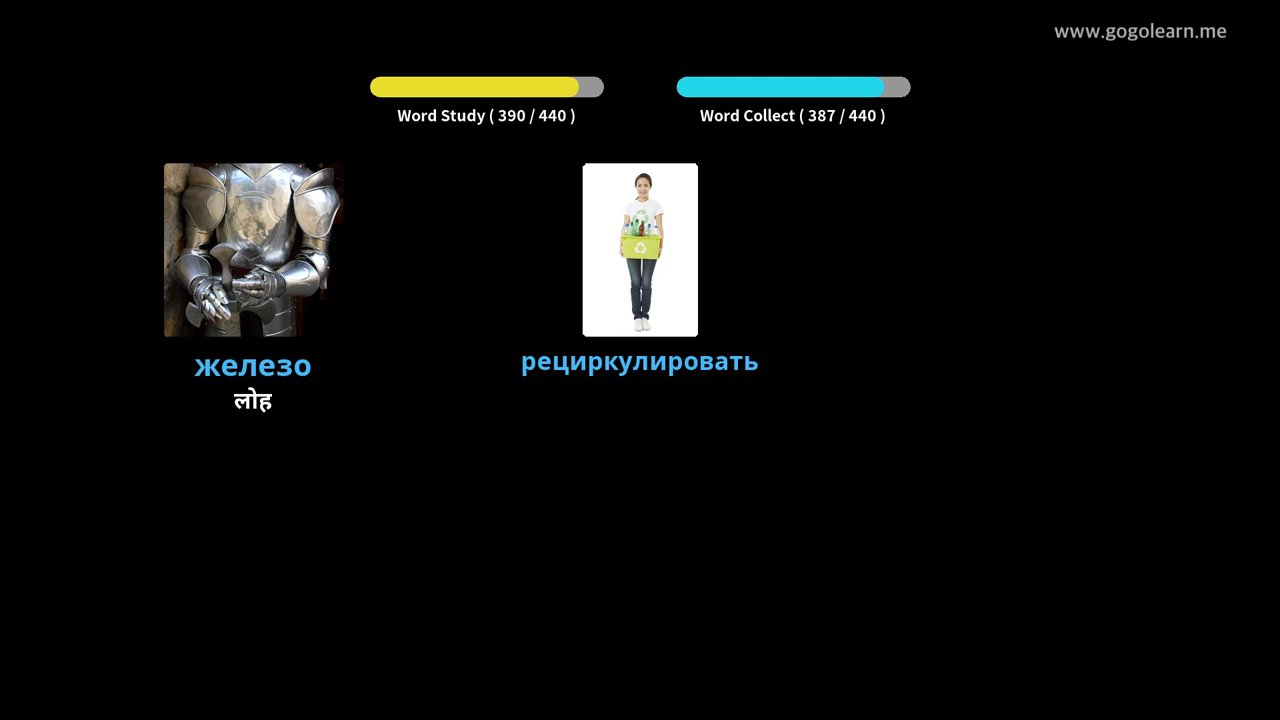 www.gogolearn.me
Word Study ( 390 / 440 )
Word Collect ( 387 / 440 )
железо
लोह
рециркулировать